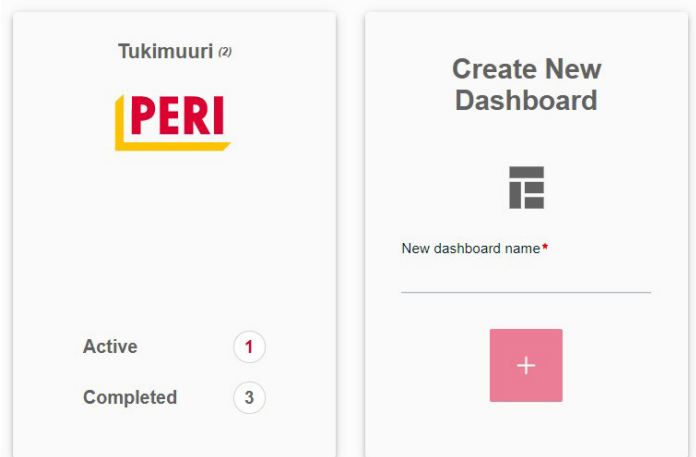 Tukimuuri (2)
PERI
Active 1
Completed 3
Create New
Dashboard
New dashboard name*
+